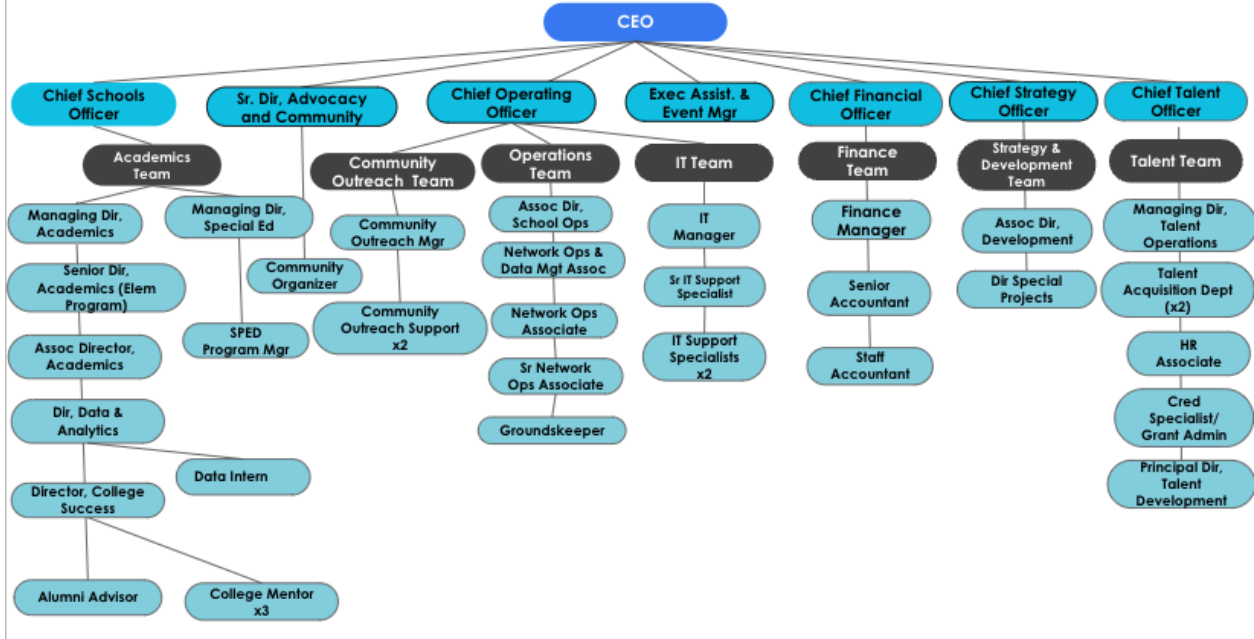 CEO
Chief Schools
Officer
Sr. Dir, Advocacy
and Community
Chief Operating
Officer
Exec Assist. &
Event Mgr
Chief Financial
Officer
Chief Strategy
Officer
Chief Talent
Officer
Academics
Team
Community
Outreach Team
Operations
Team
IT Team
Finance
Team
Strategy &
Development
Team
Talent Team
Managing Dir,
Academics
Managing Dir,
Special Ed
Community
Outreach Mgr
Assoc Dir,
School Ops
IT
Manager
Finance
Manager
Assoc Dir,
Development
Managing Dir,
Talent
Operations
Senior Dir,
Academics (Elem
Program)
Community
Organizer
Network Ops &
Data Mgt Assoc
Sr IT Support
Specialist
Senior
Accountant
Dir Special
Projects
Talent
Acquisition Dept
(x2)
SPED
Program Mgr
Community
Outreach Support
x2
Network Ops
Associate
IT Support
Specialists
x2
Staff
Accountant
HR
Associate
Assoc Director,
Academics
Sr Network
Ops Associate
Cred
Specialist/
Grant Admin
Dir, Data &
Analytics
Groundskeeper
Data Intern
Principal Dir,
Talent
Development
Director, College
Success
Alumni Advisor
College Mentor
x3